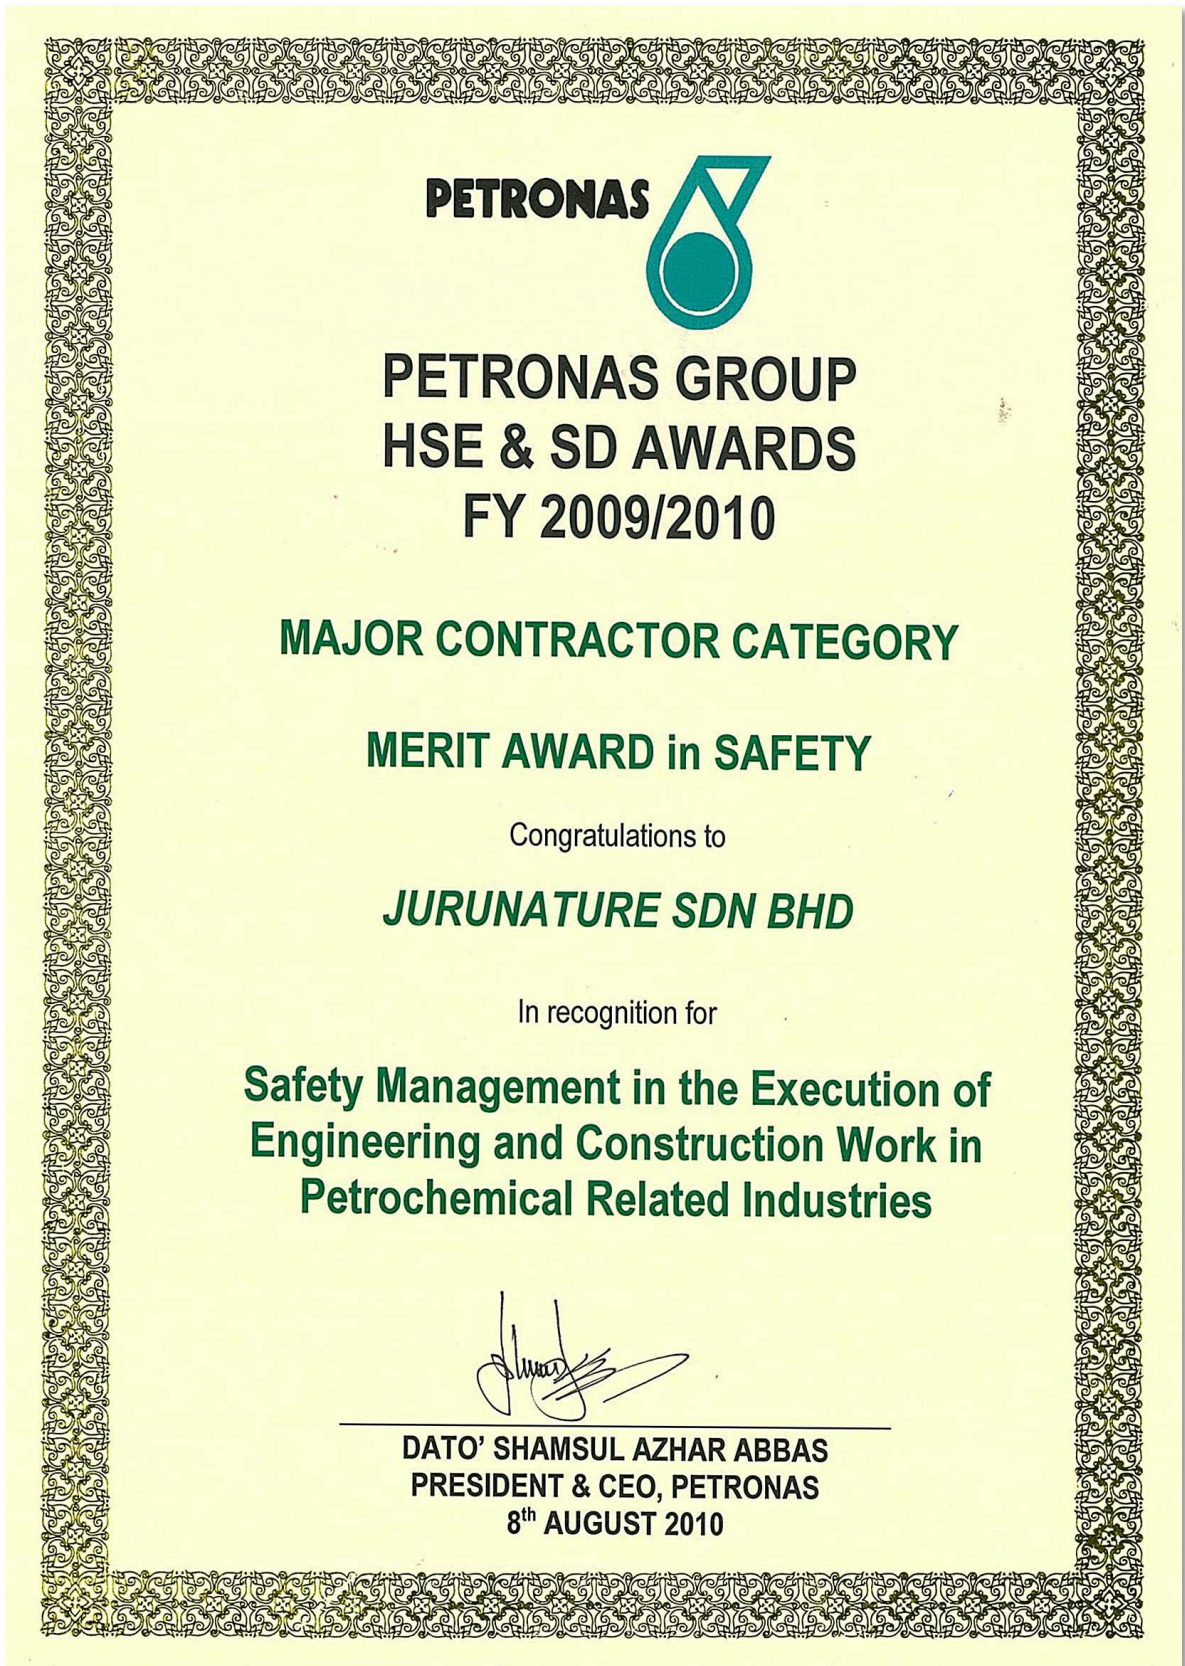 PETRONAS
PETRONAS GROUP
HSE & SD AWARDS
FY 2009/2010
MAJOR CONTRACTOR CATEGORY
MERIT AWARD in SAFETY
Congratulations to
JURUNATURE SDN BHD
In recognition for
Safety Management in the Execution of
Engineering and Construction Work in
Petrochemical Related Industries
DATO' SHAMSUL AZHAR ABBAS
PRESIDENT & CEO, PETRONAS
8th AUGUST 2010